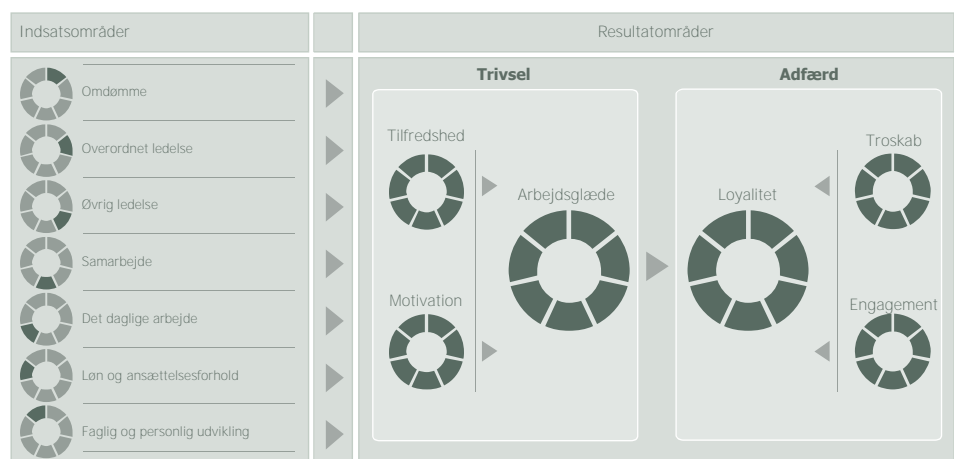 Indsatsområder
Resultatområder
Omdømme
Overordnet ledelse
Øvrig ledelse
Samarbejde
Det daglige arbejde
Løn og ansættelsesforhold
Faglig og personlig udvikling
Trivsel
Tilfredshed
Arbejdsglæde
Motivation
Adfærd
Troskab
Loyalitet
Engagement